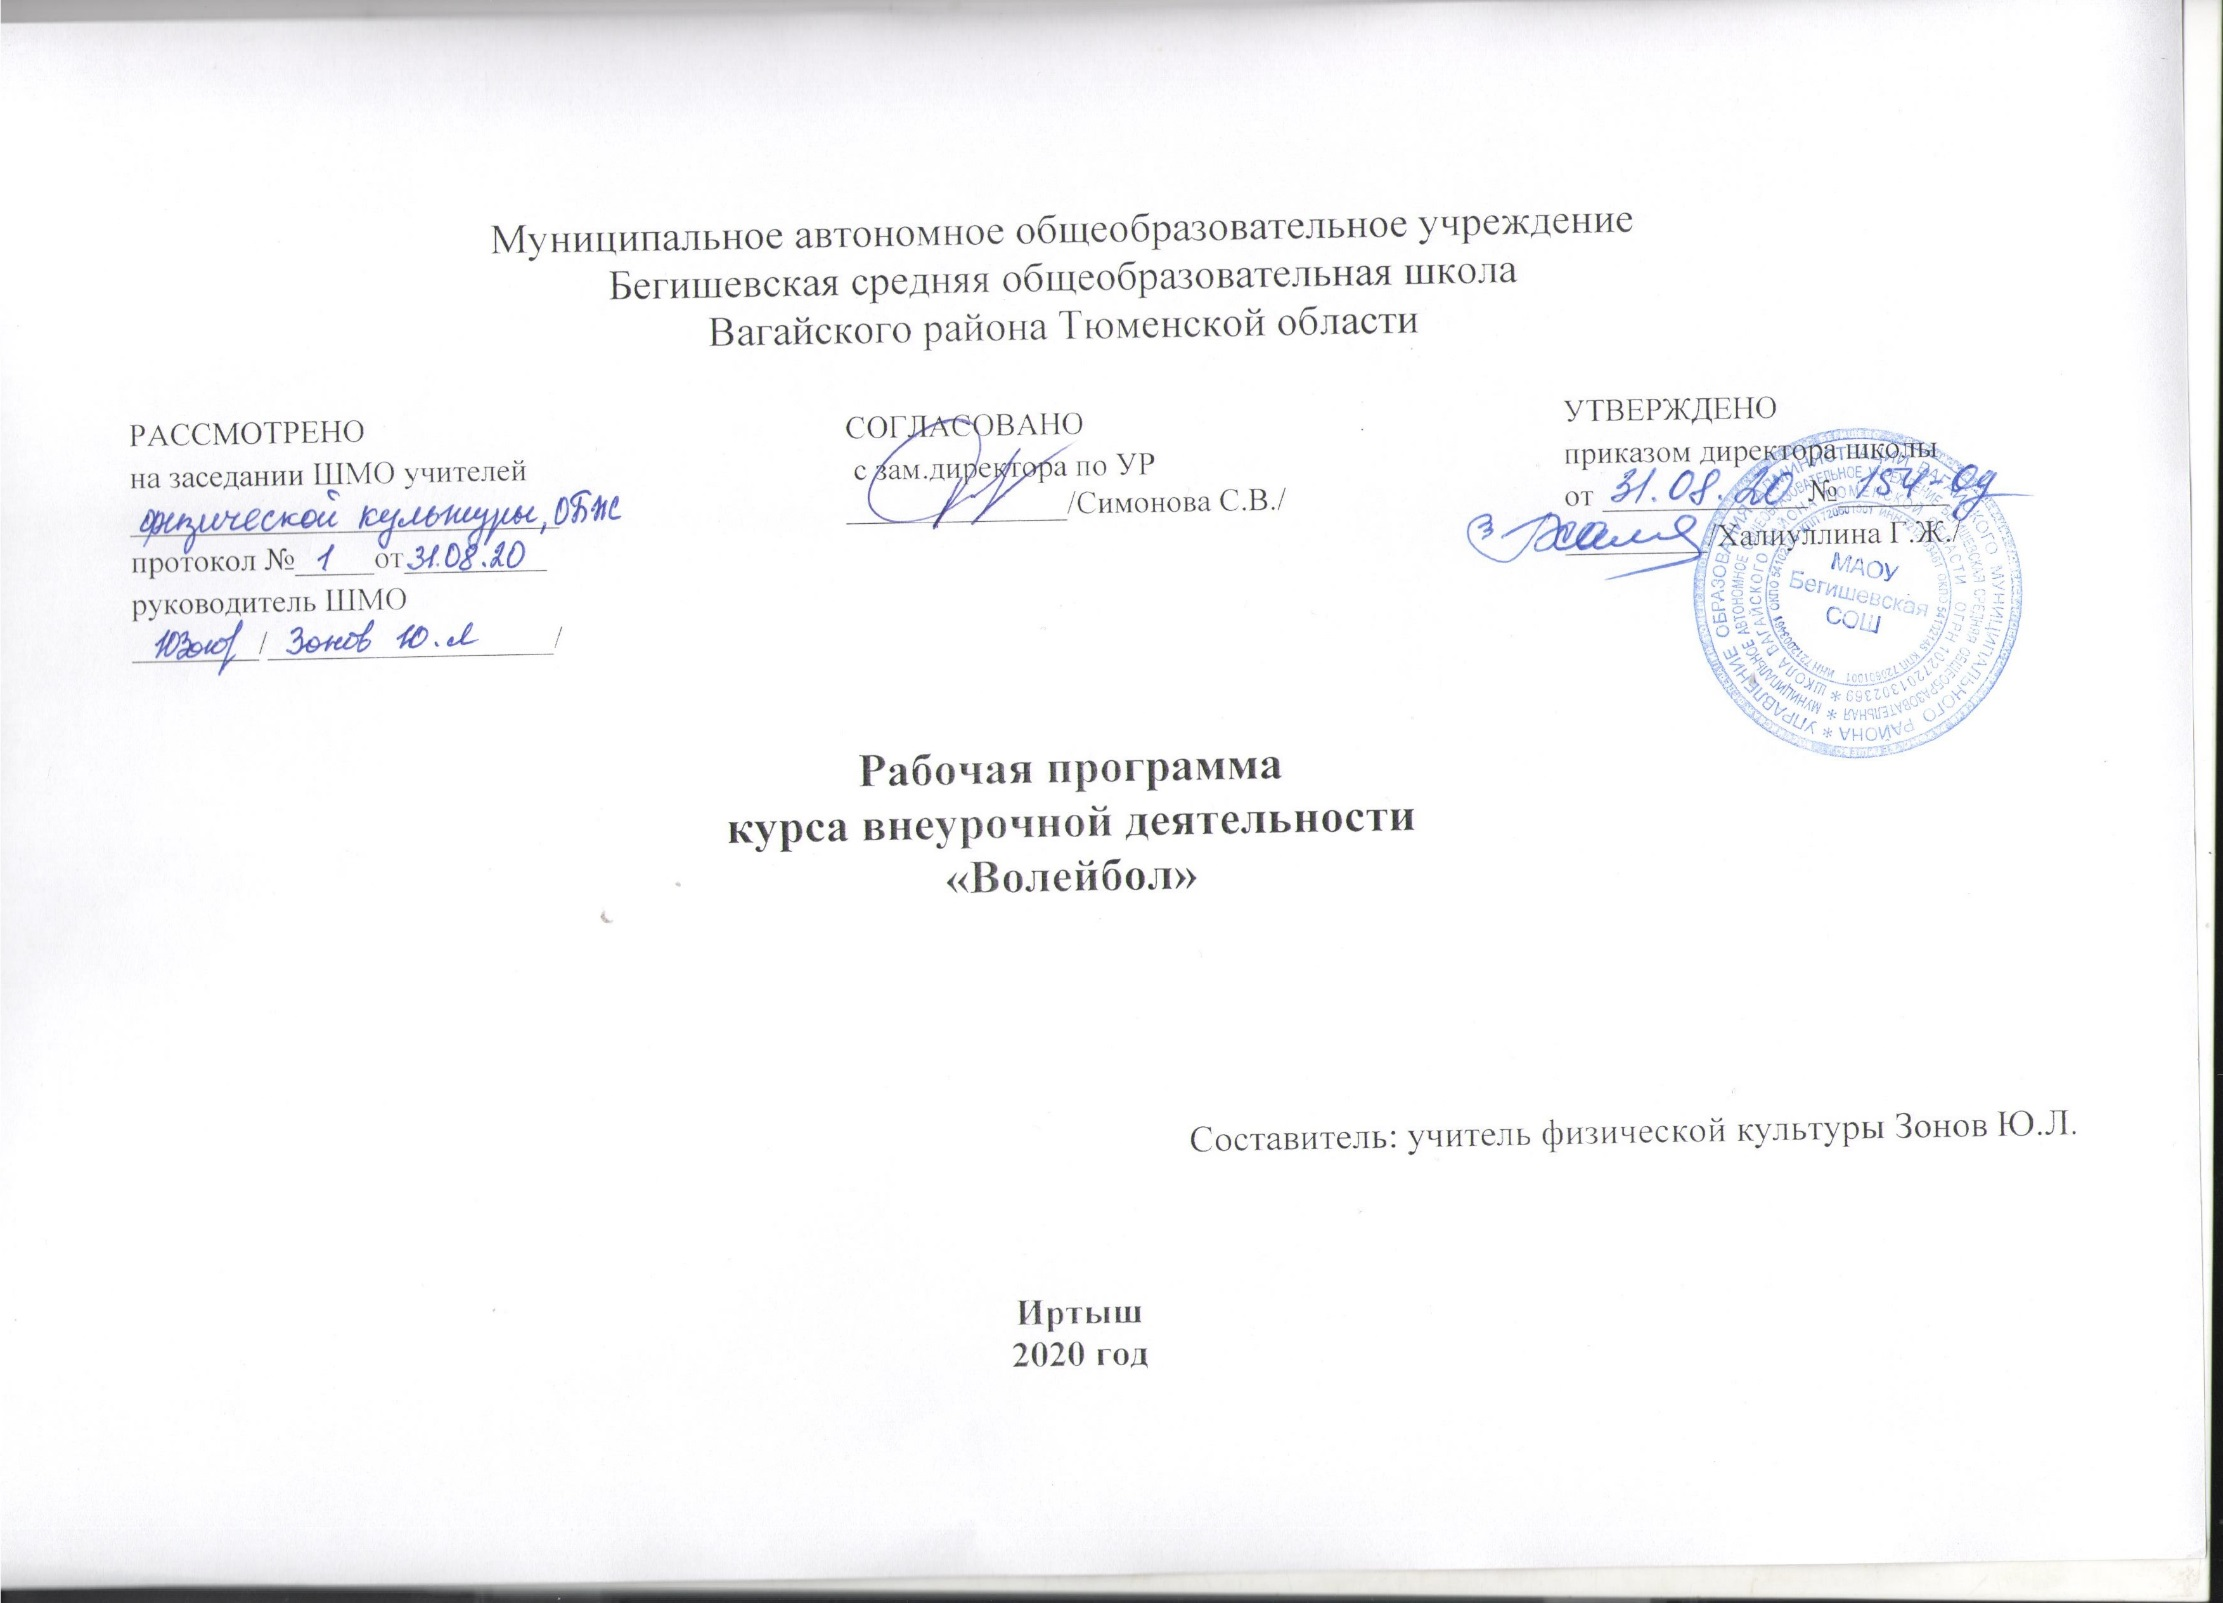 Муниципальное автономное общеобразовательное учреждение
Бегишевская средняя общеобразовательная школа
Вагайского района Тюменской области
РАССМОТРЕНО
на заседании ШМО учителей
физической культуры, ОБЖ
протокол № 1 от 31.08.20
руководитель ШМО
/ Зонов Ю.Л /
СОГЛАСОВАНО
с зам.директора по УР
/Симонова С.В./
УТВЕРЖДЕНО
приказом директора школы
от 31.08.20 № 154-од
Халиуллина Г.Ж./
МАОУ
Бегишевская
СОШ
Рабочая программа
курса внеурочной деятельности
«Волейбол»
Составитель: учитель физической культуры Зонов Ю.Л.
Иртыш
2020 год